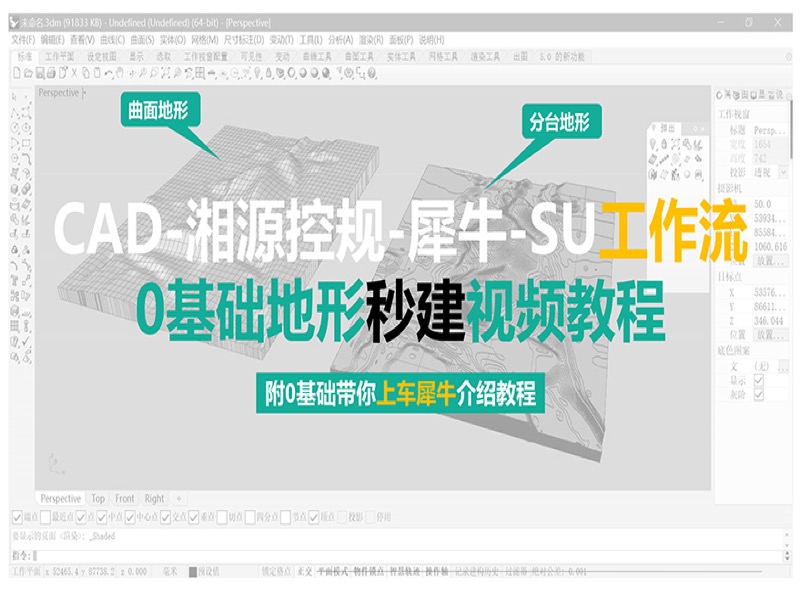 未命名.3dm (91833 KB) - Undefined (Undefined) (64-bit) - [Perspective]
文件(F) 编辑(E) 查看(V) 曲线(C) 曲面(S) 实体(O) 网格(M) 尺寸标注(D) 变动(T) 工具(L) 分析(A) 渲染(R) 面板(P) 说明(H)
标准 工作平面 设定视图 显示 选取 工作视窗配置 可见性 变动 曲线工具 曲面工具 实体工具 网格工具 渲染工具 出图 5.0 的新功能
Perspective
工作视窗
标题 Persp...
宽度 1654
高度 742
投影 透视
摄影机
50.0
53934...
85584...
1060.616
放置...
目标点
X 53576...
Y 86611...
Z 346.044
位置 放置...
底色图案
(无)
显示
灰阶
曲面地形
分台地形
CAD-湘源控规-犀牛-SU工作流
0基础地形秒建视频教程
附0基础带你上车犀牛介绍教程
Perspective Top Front Right
端点 最近点 点 中点 中心点 交点 垂点 切点 四分点 节点 顶点 投影 停用
要显示的页面 (渲染): _Shaded
指令:
工作平面 x 52465.4 y 87738.2 z 0.000 毫米 预设值 锁定格点 正交 平面模式 物件锁点 智慧轨迹 操作轴 记录建构历史 过滤器 绝对公差: 0.001